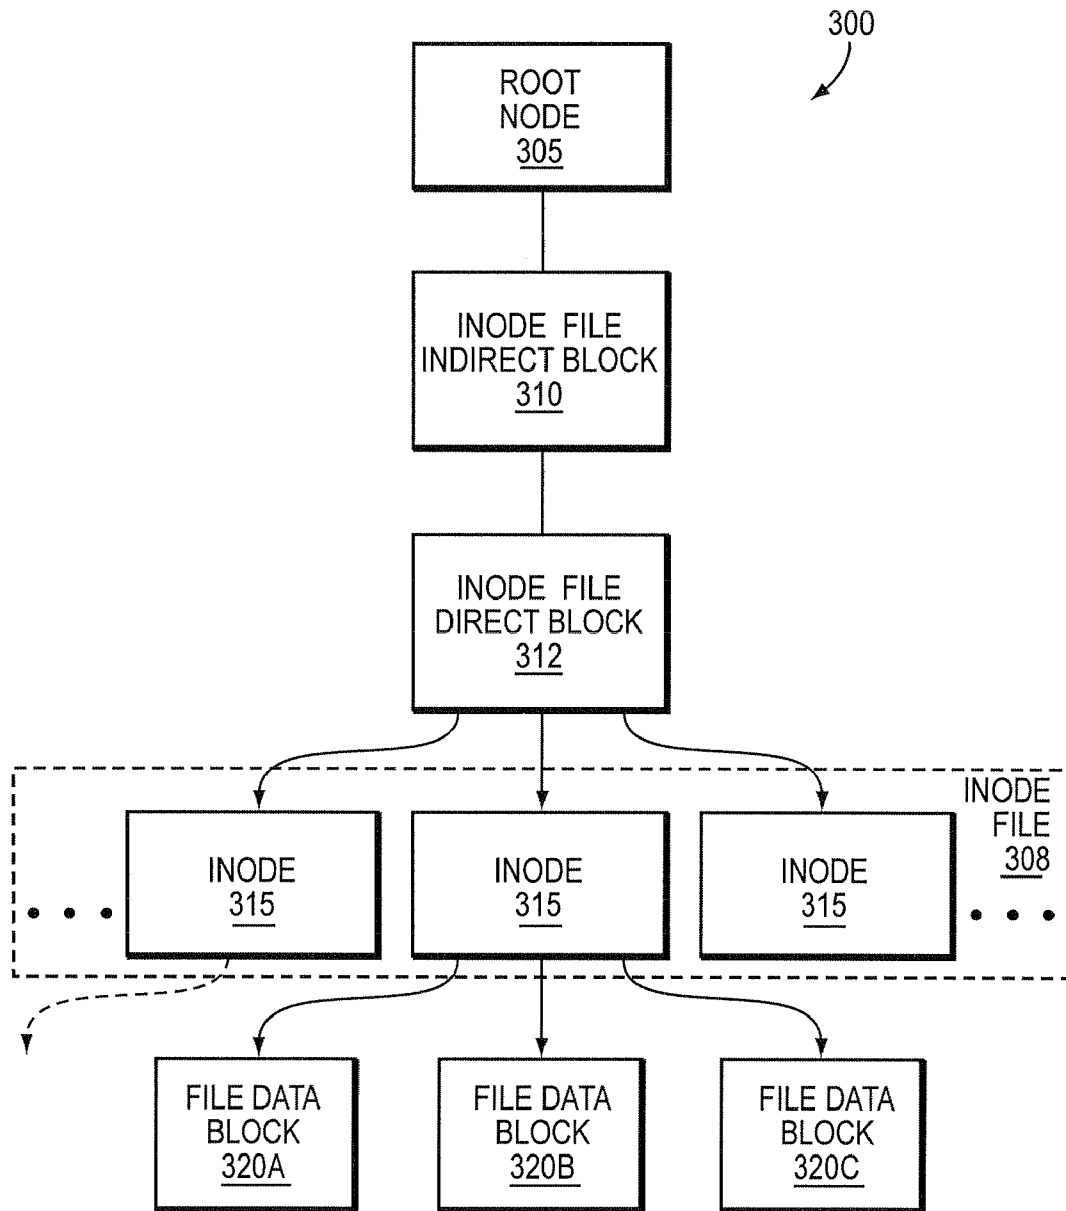 300
ROOT
NODE
305
INODE FILE
INDIRECT BLOCK
310
INODE FILE
DIRECT BLOCK
312
INODE
FILE
308
INODE
315
INODE
315
INODE
315
FILE DATA
BLOCK
320A
FILE DATA
BLOCK
320B
FILE DATA
BLOCK
320C